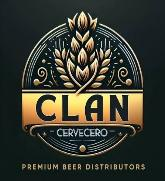 CLAN
CERVECERO
PREMIUM BEER DISTRIBUTORS